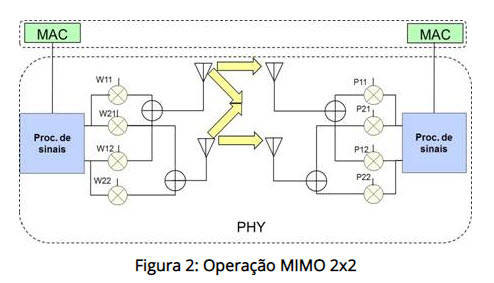 MAC
MAC
W11
W21
W12
W22
P11
P21
P12
P22
Proc. de
sinais
Proc. de
sinais
PHY
Figura 2: Operação MIMO 2x2